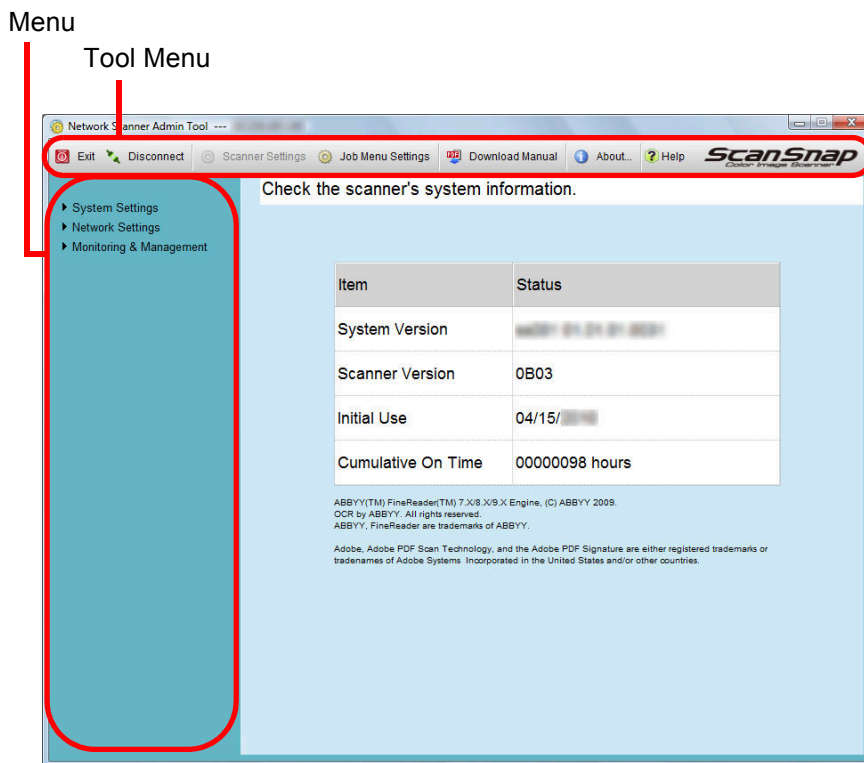 Menu
Tool Menu
Network Scanner Admin Tool ---
Exit Disconnect Scanner Settings Job Menu Settings Download Manual About... Help ScanSnap
Color Image Scanner
Check the scanner's system information.
System Settings
Network Settings
Monitoring & Management
Item Status
System Version
Scanner Version 0B03
Initial Use 04/15/
Cumulative On Time 00000098 hours
ABBYY(TM) FineReader(TM) 7.X/8.X/9.X Engine, (C) ABBYY 2009.
OCR by ABBYY. All rights reserved.
ABBYY, FineReader are trademarks of ABBYY.
Adobe, Adobe PDF Scan Technology, and the Adobe PDF Signature are either registered trademarks or
tradenames of Adobe Systems Incorporated in the United States and/or other countries.